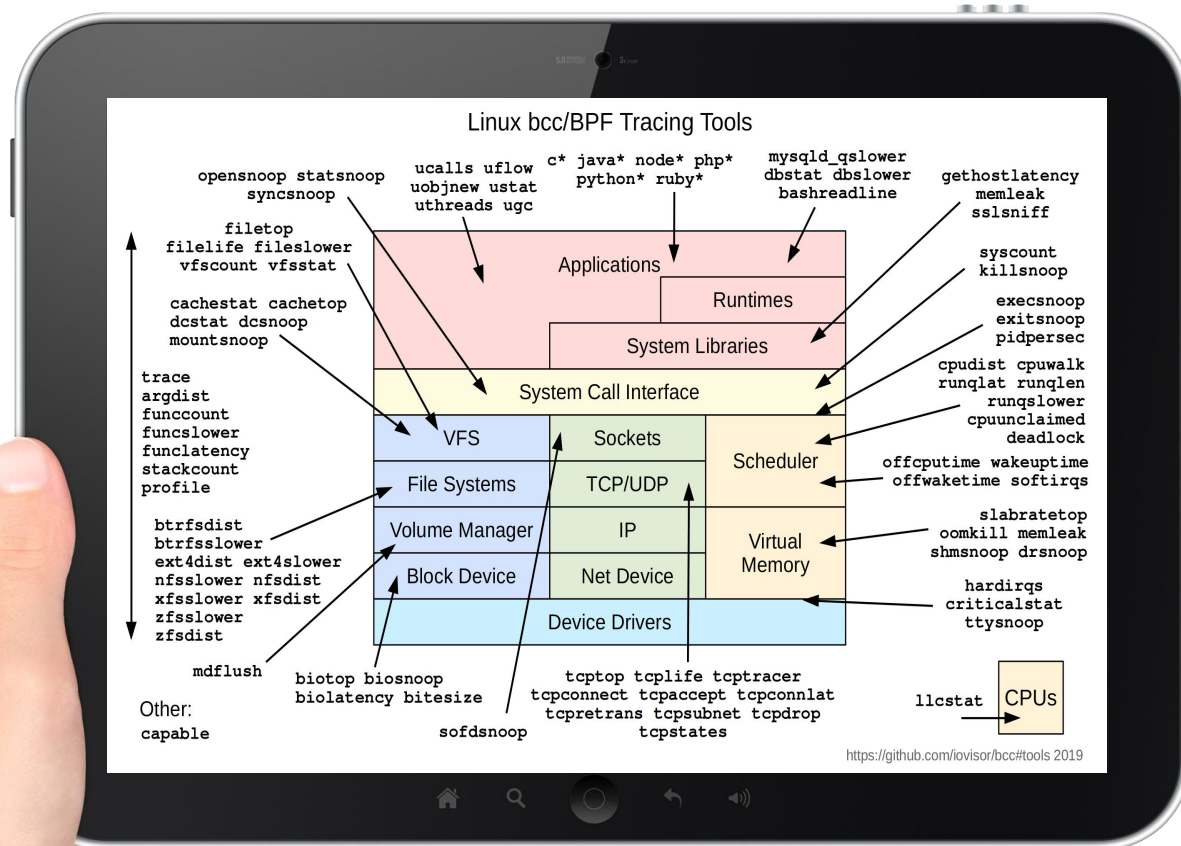 Linux bcc/BPF Tracing Tools
opensnoop statsnoop
syncsnoop
ucalls uflow
uobjnew ustat
uthreads ugc
c* java* node* php*
python* ruby*
mysqld_qslower
dbstat dbslower
bashreadline
gethostlatency
memleak
sslsniff
filetop
filelife fileslower
vfscount vfsstat
syscount
killsnoop
cachestat cachetop
dcstat dcsnoop
mountsnoop
execsnoop
exitsnoop
pidpersec
cpudist cpuwalk
runqlat runqlen
runqslower
cpuunclaimed
deadlock
trace
argdist
funccount
funcslower
funclatency
stackcount
profile
offcputime wakeuptime
offwaketime softirqs
btrfsdist
btrfsslower
ext4dist ext4slower
nfsslower nfsdist
xfsslower xfsdist
zfsslower
zfsdist
slabratetop
oomkill memleak
shmsnoop drsnoop
hardirqs
criticalstat
ttysnoop
Applications
Runtimes
System Libraries
System Call Interface
VFS
Sockets
Scheduler
File Systems
TCP/UDP
Volume Manager
IP
Virtual
Memory
Block Device
Net Device
Device Drivers
mdflush
biotop biosnoop
biolatency bitesize
sofdsnoop
tcptop tcplife tcptracer
tcpconnect tcpaccept tcpconnlat
tcpretrans tcpsubnet tcpdrop
tcpstates
Other:
capable
llcstat
CPUs
https://github.com/iovisor/bcc#tools 2019